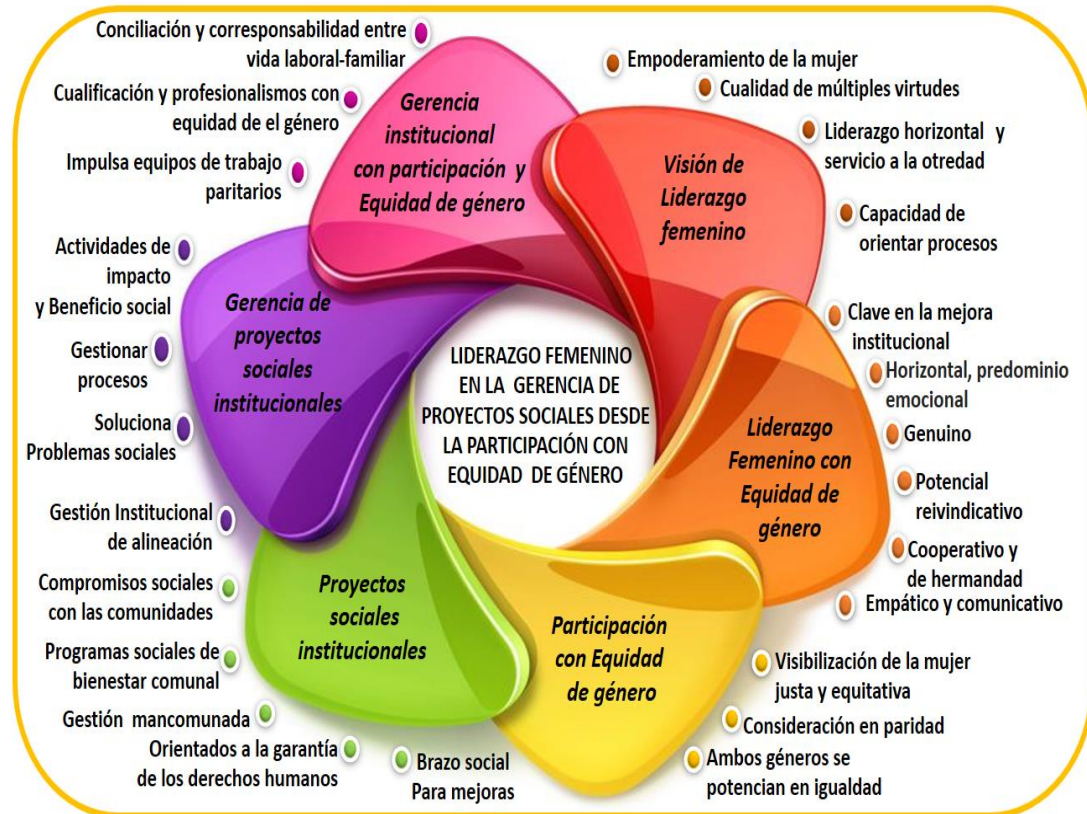 Conciliación y corresponsabilidad entre
vida laboral-familiar
Cualificación y profesionalismos con
equidad de el género
Impulsa equipos de trabajo
paritarios
Gerencia
institucional
con participación y
Equidad de género
Empoderamiento de la mujer
Cualidad de múltiples virtudes
Liderazgo horizontal y
servicio a la otredad
Capacidad de
orientar procesos
Visión de
Liderazgo
femenino
Clave en la mejora
institucional
Horizontal, predominio
emocional
Genuino
Potencial
reivindicativo
Cooperativo y
de hermandad
Empático y comunicativo
Liderazgo
Femenino con
Equidad de
género
Visibilización de la mujer
justa y equitativa
Consideración en paridad
Ambos géneros se
potencian en igualdad
Participación
con Equidad
de género
Compromisos sociales
con las comunidades
Programas sociales de
bienestar comunal
Gestión mancomunada
Orientados a la garantía
de los derechos humanos
Brazo social
Para mejoras
Proyectos
sociales
institucionales
Actividades de
impacto
y Beneficio social
Gestionar
procesos
Soluciona
Problemas sociales
Gestión Institucional
de alineación
Gerencia de
proyectos
sociales
institucionales
LIDERAZGO FEMENINO
EN LA GERENCIA DE
PROYECTOS SOCIALES DESDE
LA PARTICIPACIÓN CON
EQUIDAD DE GÉNERO